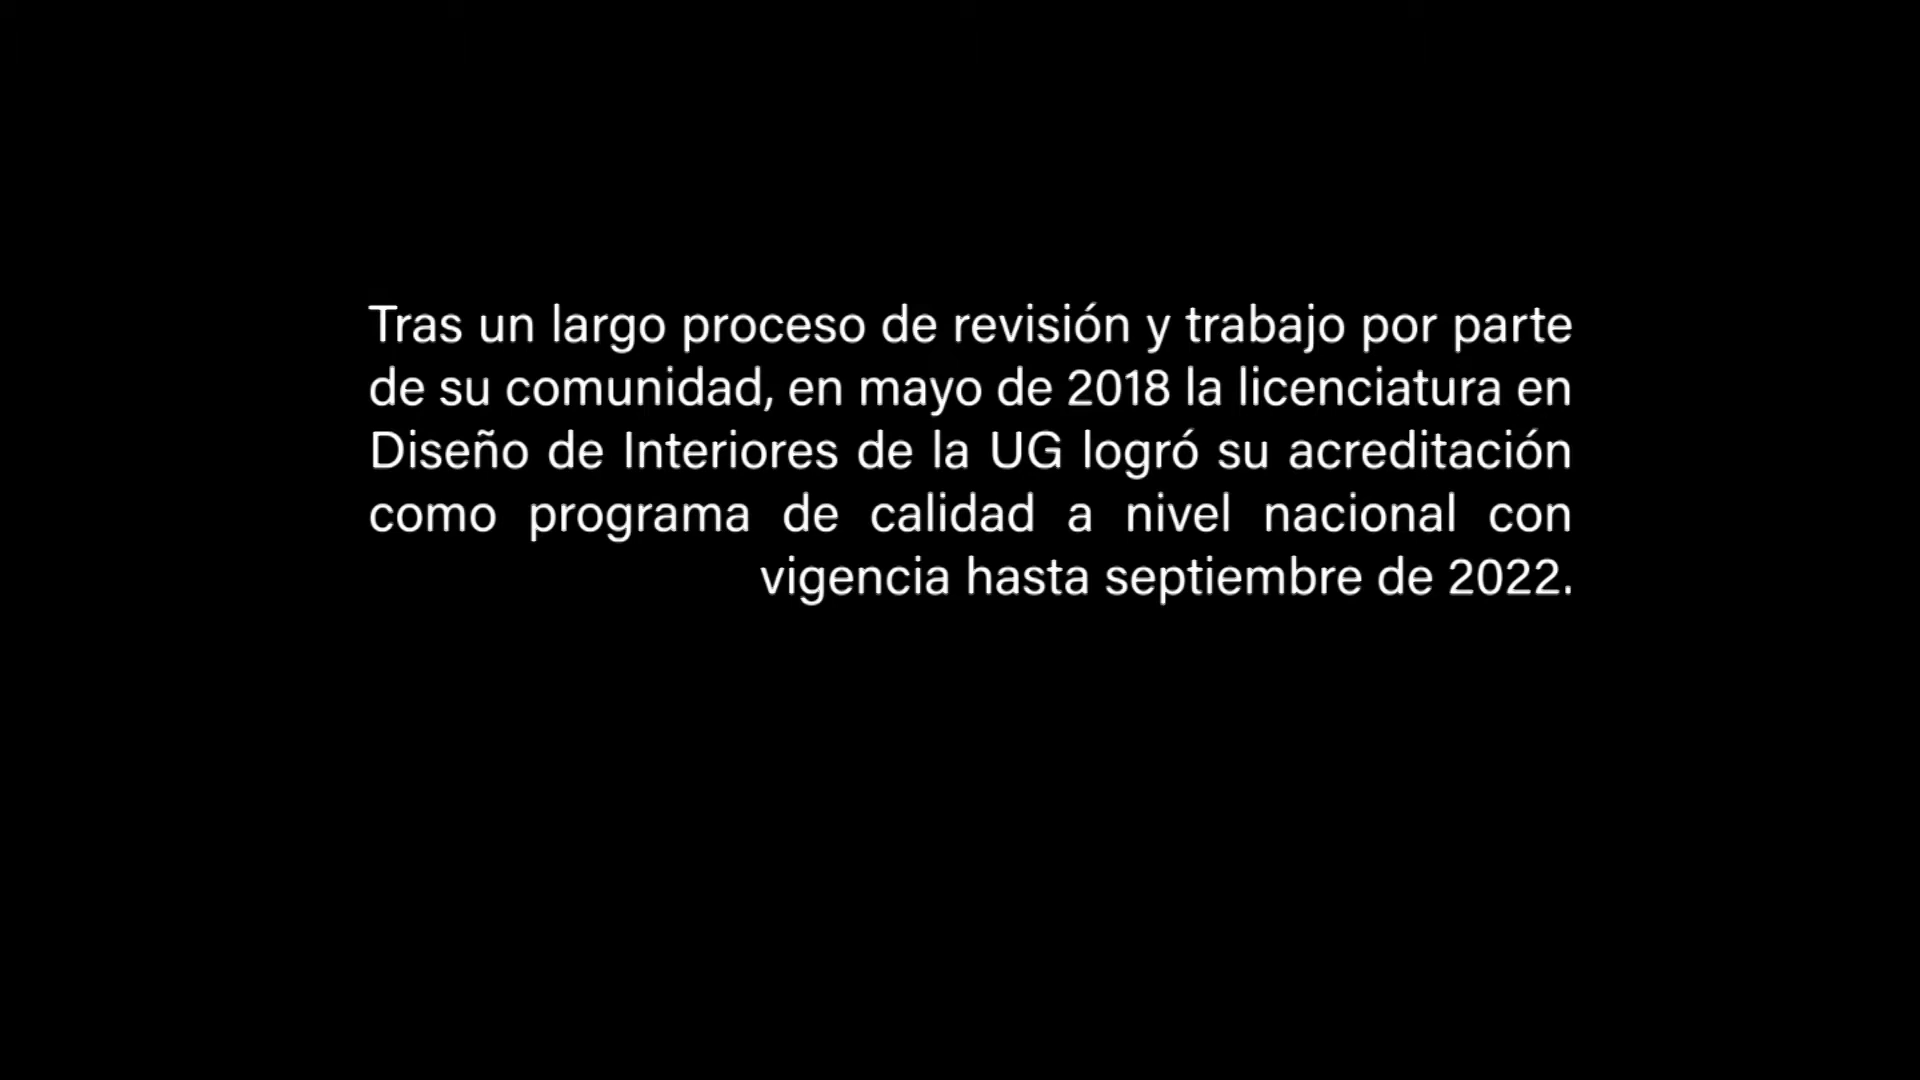 Tras un largo proceso de revisión y trabajo por parte
de su comunidad, en mayo de 2018 la licenciatura en
Diseño de Interiores de la UG logró su acreditación
como programa de calidad a nivel nacional con
vigencia hasta septiembre de 2022.